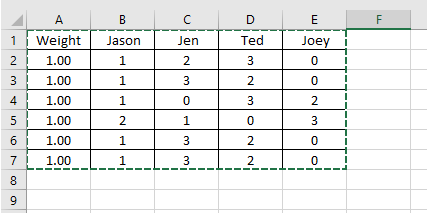 A B C D E F
1 Weight Jason Jen Ted Joey
2 1.00 1 2 3 0
3 1.00 1 3 2 0
4 1.00 1 0 3 2
5 1.00 2 1 0 3
6 1.00 1 3 2 0
7 1.00 1 3 2 0
8
9